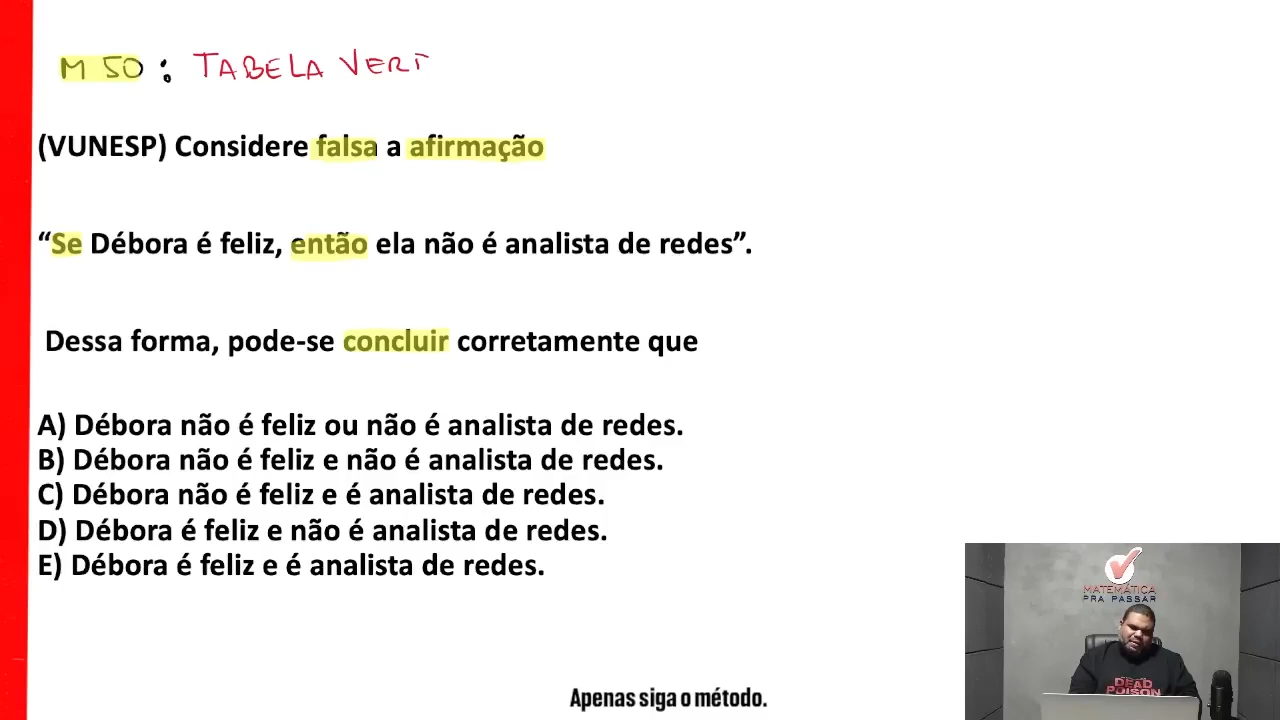 M 50 : TABELA VERT
(VUNESP) Considere falsa a afirmação
“Se Débora é feliz, então ela não é analista de redes”.
Dessa forma, pode-se concluir corretamente que
A) Débora não é feliz ou não é analista de redes.
B) Débora não é feliz e não é analista de redes.
C) Débora não é feliz e é analista de redes.
D) Débora é feliz e não é analista de redes.
E) Débora é feliz e é analista de redes.
MATEMÁTICA
PRA PASSAR
DEAD
POISON
Apenas siga o método.